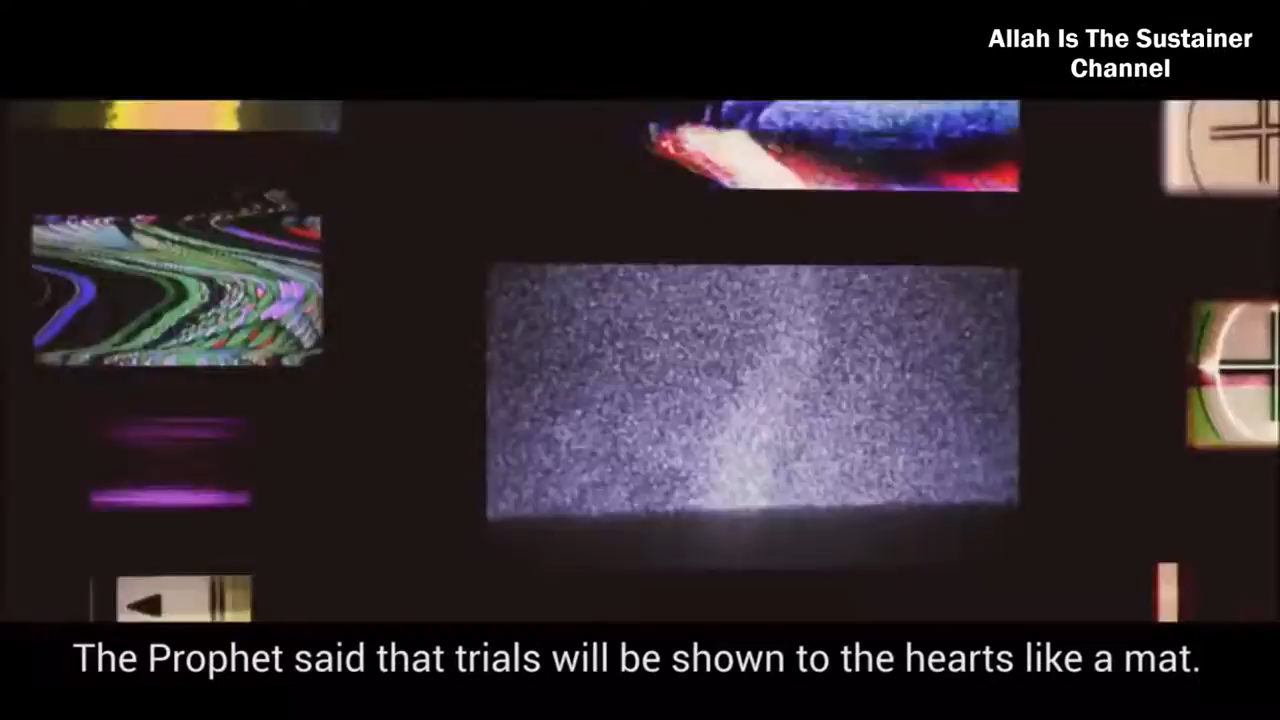 Allah Is The Sustainer
Channel
The Prophet said that trials will be shown to the hearts like a mat.